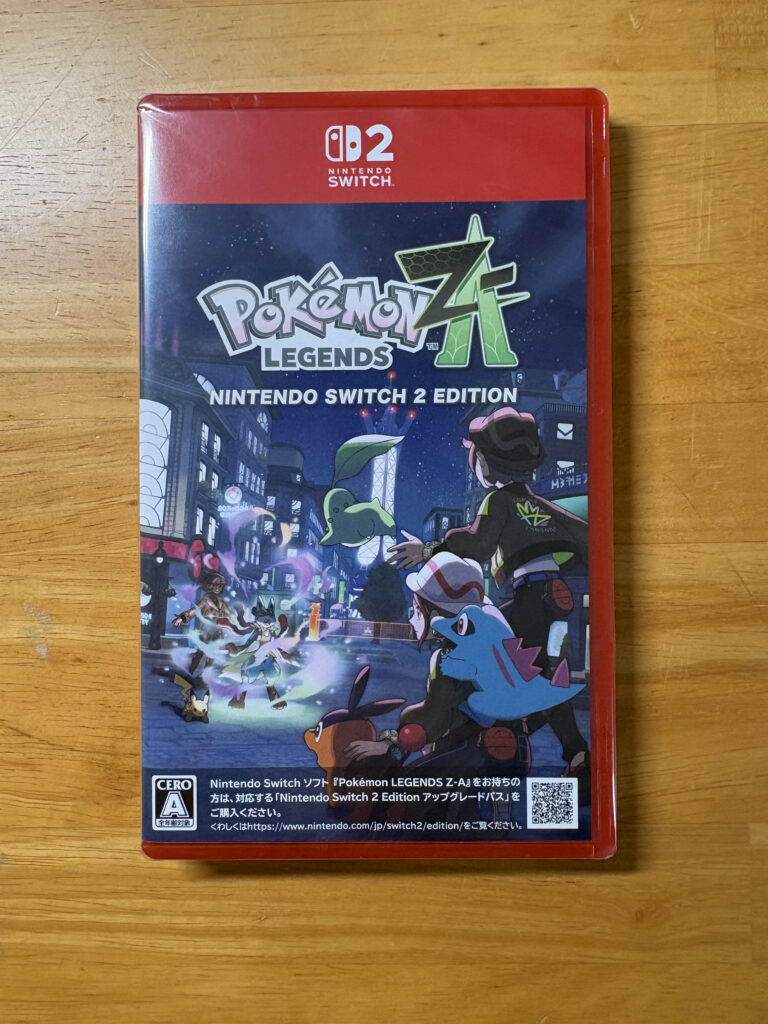 2
NINTENDO
SWITCH™
POKéMON
LEGENDS
Z-A™
NINTENDO SWITCH 2 EDITION
CERO
A
全年齢対象
Nintendo Switch ソフト『Pokémon LEGENDS Z-A』をお持ちの
方は、対応する「Nintendo Switch 2 Edition アップグレードパス」を
ご購入ください。
くわしくはhttps://www.nintendo.com/jp/switch2/edition/をご覧ください。